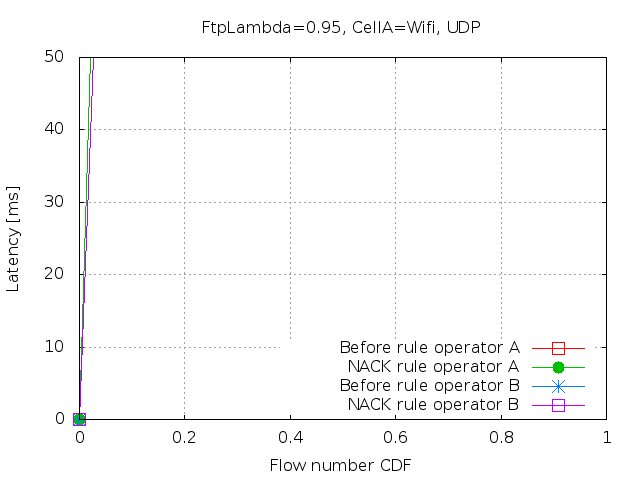 FtpLambda=0.95, CellA=Wifi, UDP
50
40
30
20
10
0
Latency [ms]
Before rule operator A
NACK rule operator A
Before rule operator B
NACK rule operator B
0 0.2 0.4 0.6 0.8 1
Flow number CDF